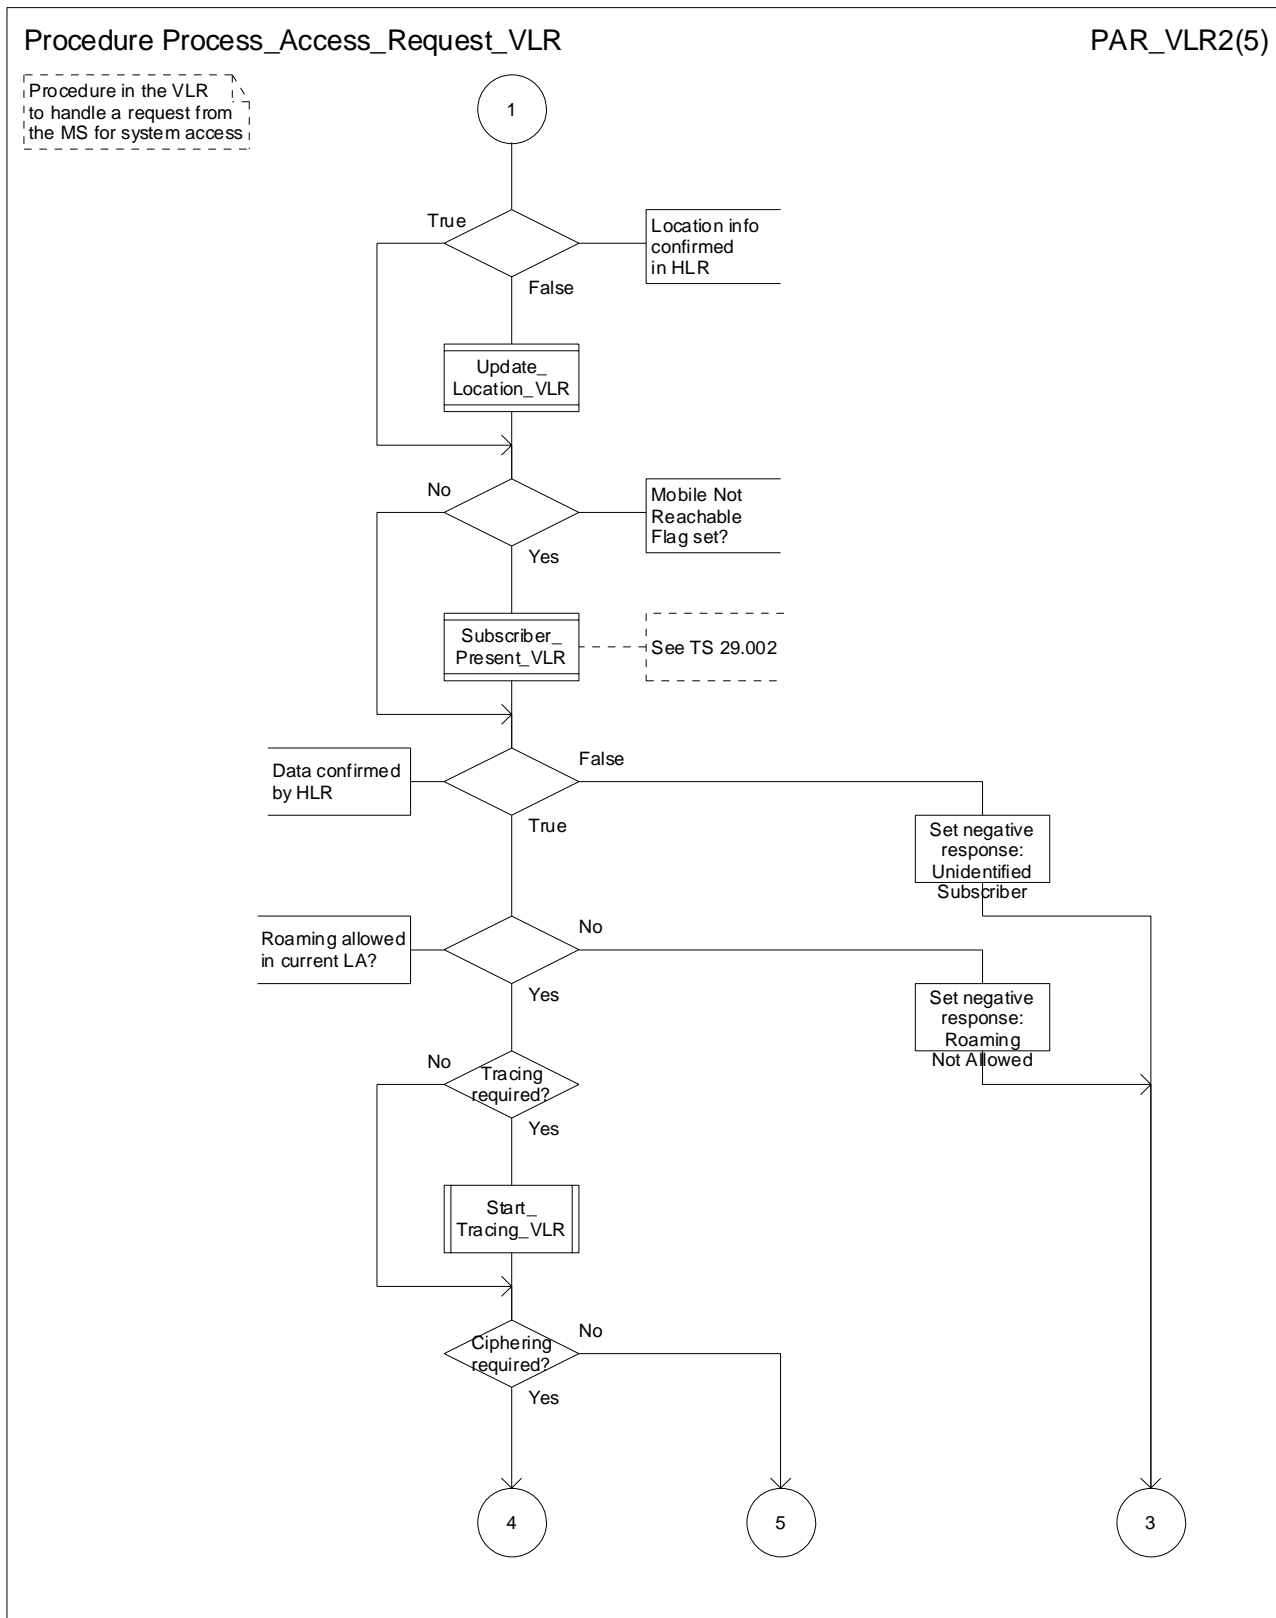 Procedure Process_Access_Request_VLR
PAR_VLR2(5)
Procedure in the VLR
to handle a request from
the MS for system access
1
True
Location info
confirmed
in HLR
False
Update_
Location_VLR
No
Mobile Not
Reachable
Flag set?
Yes
Subscriber_
Present_VLR
See TS 29.002
Data confirmed
by HLR
False
True
Set negative
response:
Unidentified
Subscriber
Roaming allowed
in current LA?
No
Yes
Set negative
response:
Roaming
Not Allowed
No
Tracing
required?
Yes
Start_
Tracing_VLR
Ciphering
required?
No
Yes
4
5
3